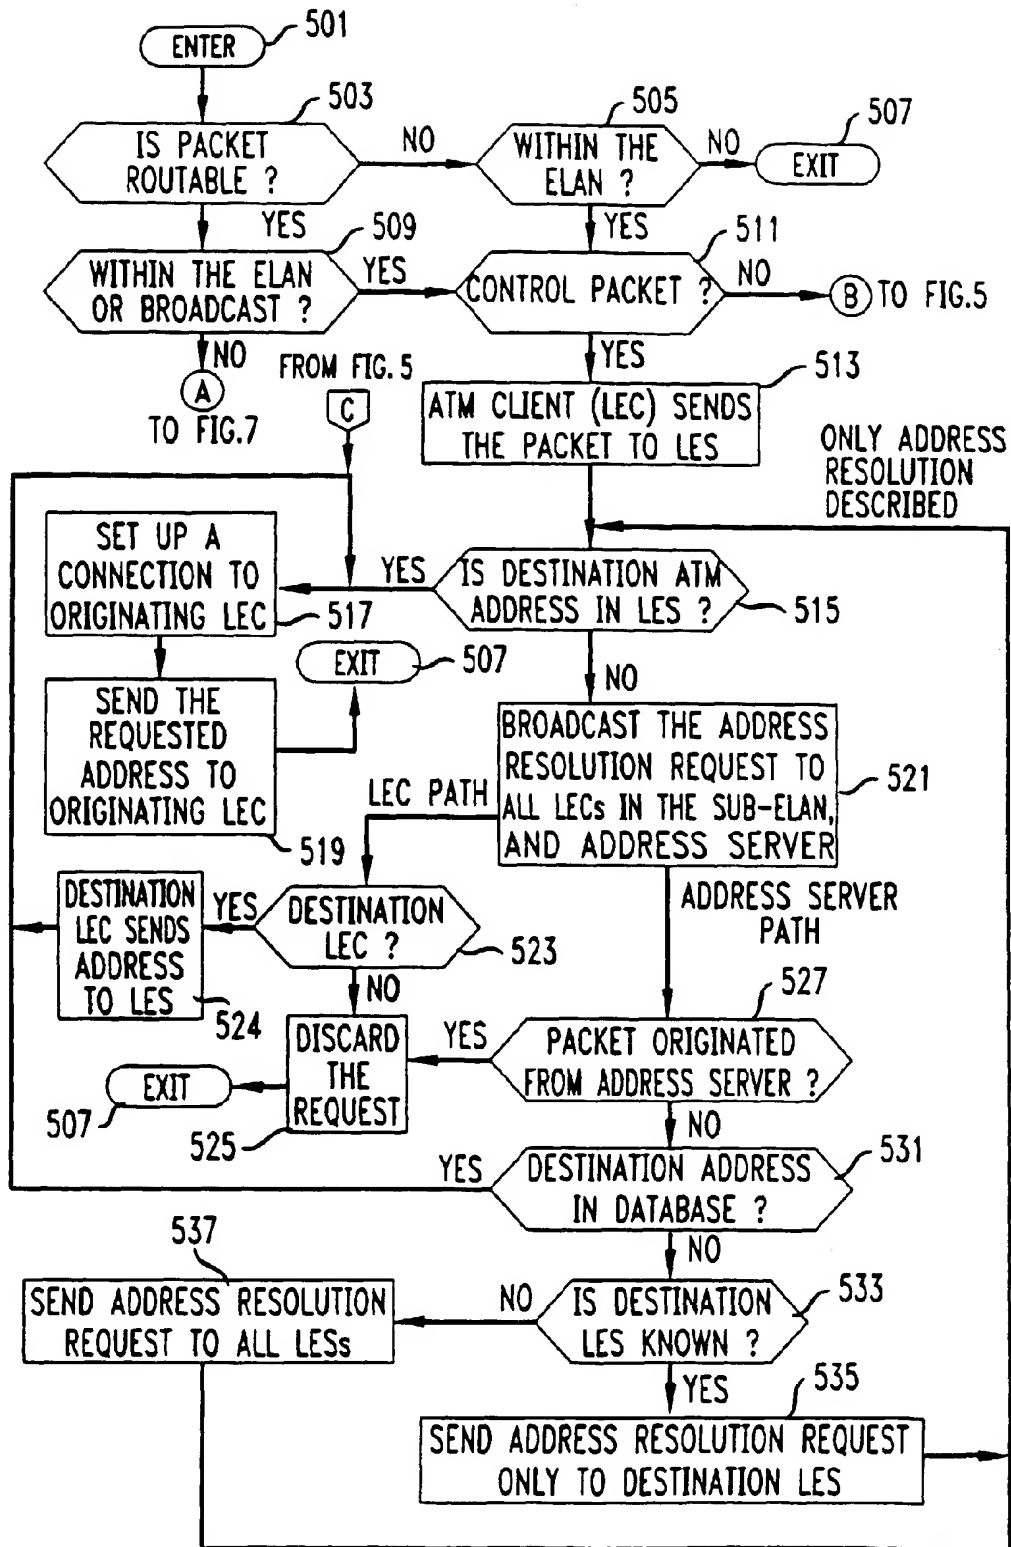 ENTER
501
IS PACKET
ROUTABLE ?
503
NO
WITHIN THE
ELAN ?
505
NO
EXIT
507
YES
YES
WITHIN THE ELAN
OR BROADCAST ?
509
YES
CONTROL PACKET ?
511
NO
B TO FIG.5
NO
A
TO FIG.7
FROM FIG. 5
C
YES
ATM CLIENT (LEC) SENDS
THE PACKET TO LES
513
ONLY ADDRESS
RESOLUTION
DESCRIBED
SET UP A
CONNECTION TO
ORIGINATING LEC
517
YES
IS DESTINATION ATM
ADDRESS IN LES ?
515
EXIT
507
NO
SEND THE
REQUESTED
ADDRESS TO
ORIGINATING LEC
519
BROADCAST THE ADDRESS
RESOLUTION REQUEST TO
ALL LECs IN THE SUB-ELAN,
AND ADDRESS SERVER
521
LEC PATH
ADDRESS SERVER
PATH
DESTINATION
LEC SENDS
ADDRESS
TO LES
524
YES
DESTINATION
LEC ?
523
NO
DISCARD
THE
REQUEST
525
EXIT
507
YES
PACKET ORIGINATED
FROM ADDRESS SERVER ?
527
NO
YES
DESTINATION ADDRESS
IN DATABASE ?
531
NO
537
SEND ADDRESS RESOLUTION
REQUEST TO ALL LESs
NO
IS DESTINATION
LES KNOWN ?
533
YES
535
SEND ADDRESS RESOLUTION REQUEST
ONLY TO DESTINATION LES